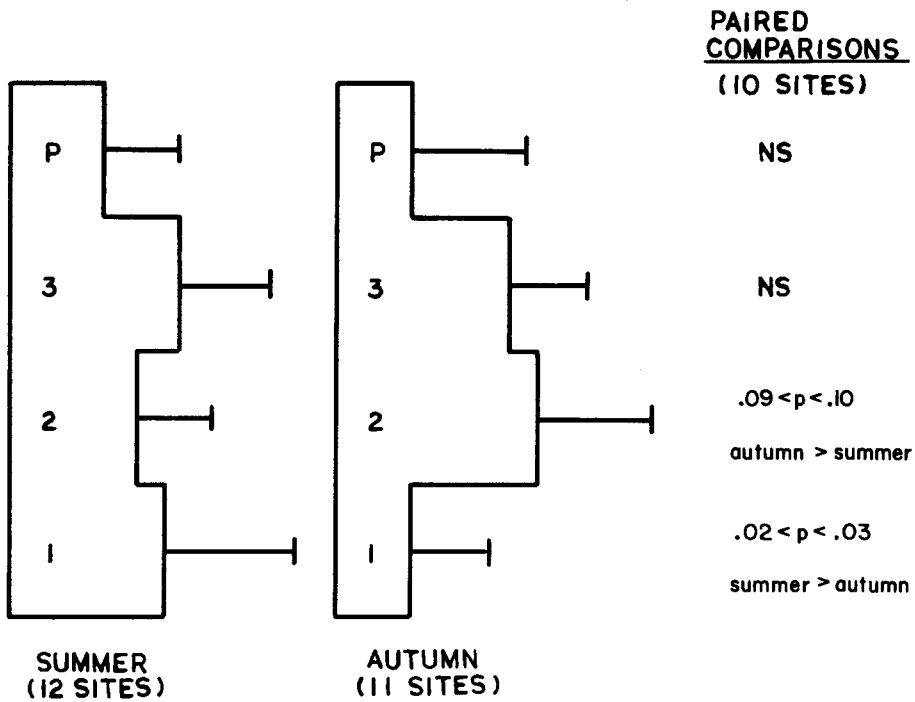 PAIRED
COMPARISONS
(10 SITES)
P
P
NS
3
3
NS
2
2
.09 < p < .10
autumn > summer
1
1
.02 < p < .03
summer > autumn
SUMMER
(12 SITES)
AUTUMN
(11 SITES)